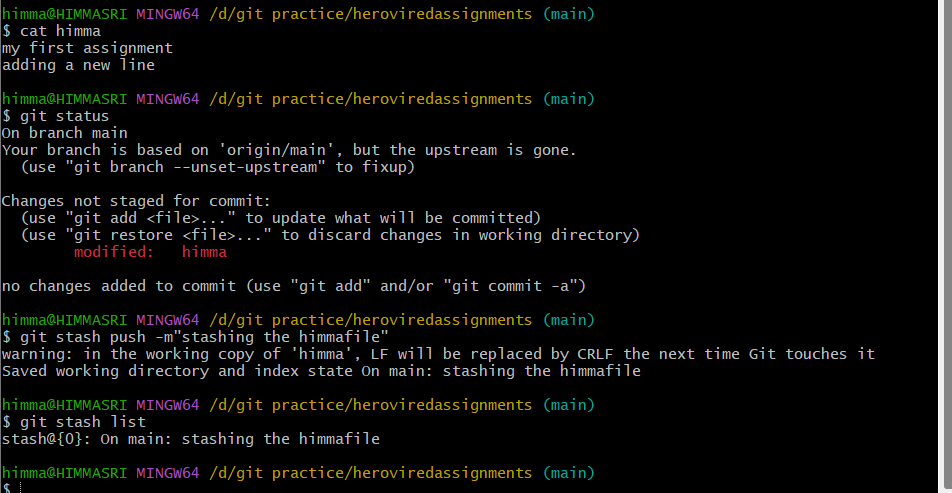 himma@HIMMASRI MINGW64 /d/git practice/heroviredassignments (main)
$ cat himma
my first assignment
adding a new line
himma@HIMMASRI MINGW64 /d/git practice/heroviredassignments (main)
$ git status
On branch main
Your branch is based on 'origin/main', but the upstream is gone.
  (use "git branch --unset-upstream" to fixup)
Changes not staged for commit:
  (use "git add <file>..." to update what will be committed)
  (use "git restore <file>..." to discard changes in working directory)
        modified:   himma
no changes added to commit (use "git add" and/or "git commit -a")
himma@HIMMASRI MINGW64 /d/git practice/heroviredassignments (main)
$ git stash push -m"stashing the himmafile"
warning: in the working copy of 'himma', LF will be replaced by CRLF the next time Git touches it
Saved working directory and index state On main: stashing the himmafile
himma@HIMMASRI MINGW64 /d/git practice/heroviredassignments (main)
$ git stash list
stash@{0}: On main: stashing the himmafile
himma@HIMMASRI MINGW64 /d/git practice/heroviredassignments (main)
$